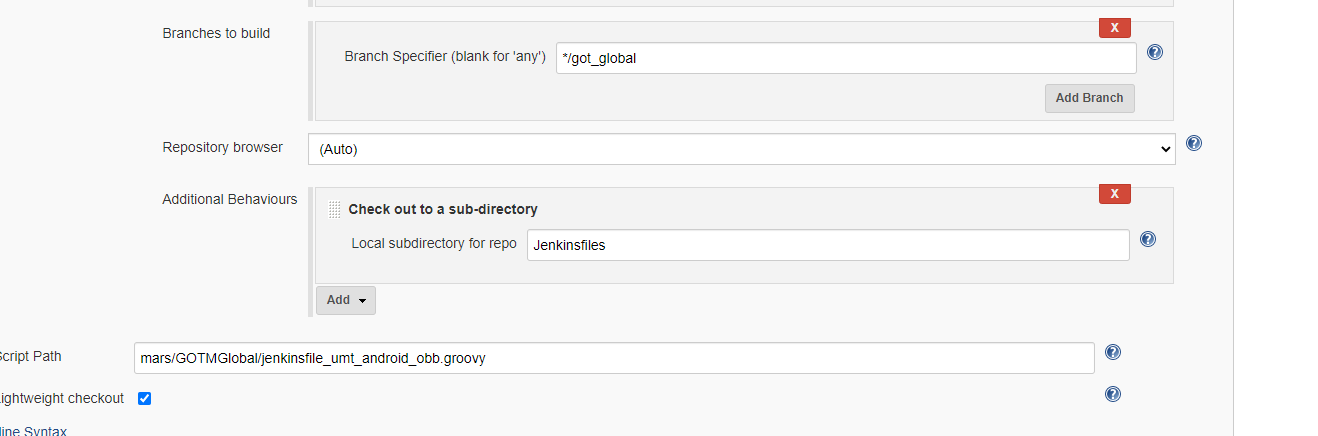 X
Branches to build
Branch Specifier (blank for 'any')
*/got_global
Add Branch
Repository browser
(Auto)
Additional Behaviours
X
Check out to a sub-directory
Local subdirectory for repo
Jenkinsfiles
Add
Script Path
mars/GOTMGlobal/jenkinsfile_umt_android_obb.groovy
ightweight checkout
line Syntax